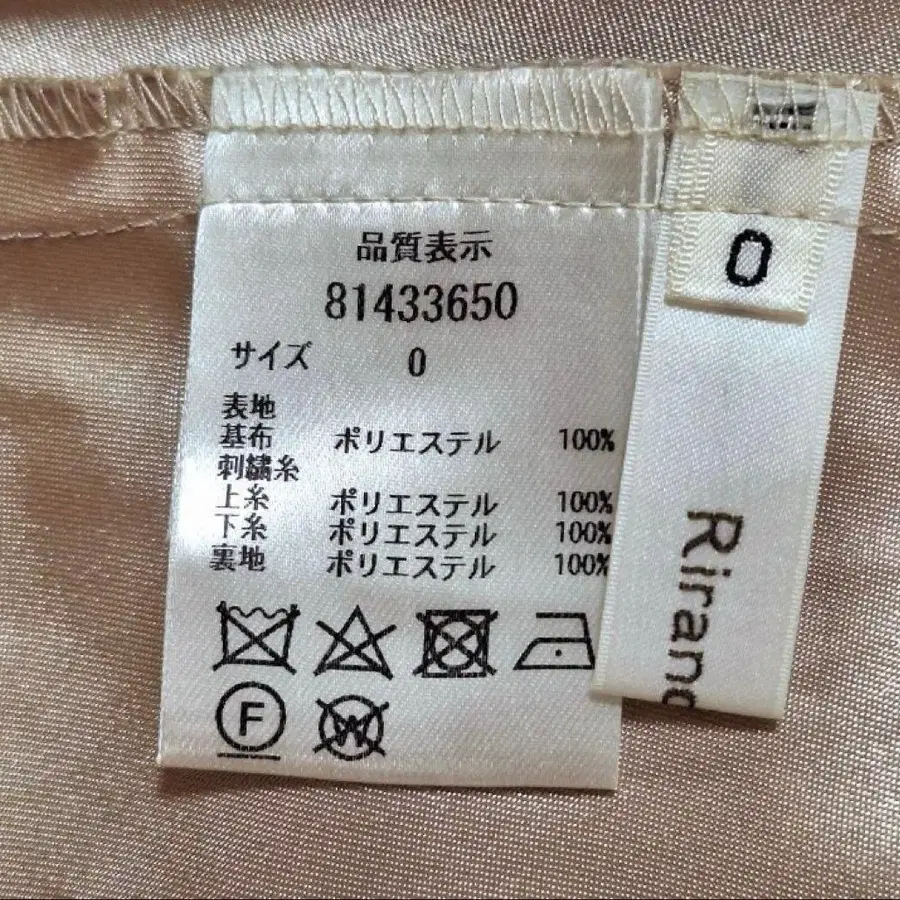 品質表示
81433650
サイズ 0
表地
基布 ポリエステル 100%
刺繍糸
上糸 ポリエステル 100%
下糸 ポリエステル 100%
裏地 ポリエステル 100%
F
W
0